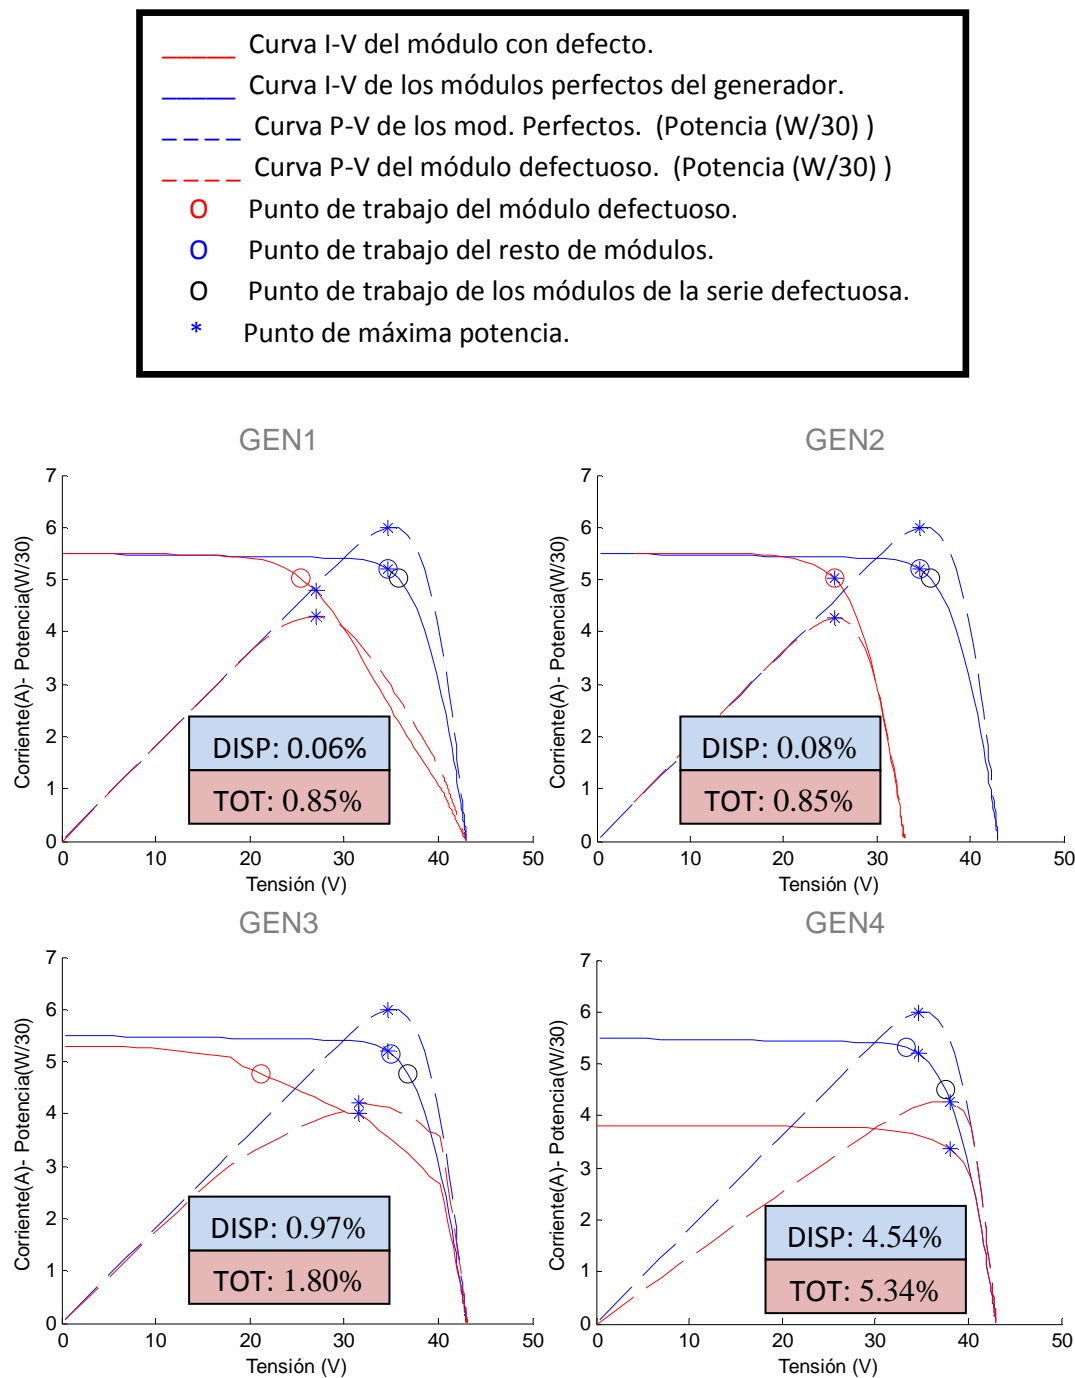 Curva I-V del módulo con defecto.
Curva I-V de los módulos perfectos del generador.
Curva P-V de los mod. Perfectos.  (Potencia (W/30) )
Curva P-V del módulo defectuoso.  (Potencia (W/30) )
O Punto de trabajo del módulo defectuoso.
O Punto de trabajo del resto de módulos.
O Punto de trabajo de los módulos de la serie defectuosa.
* Punto de máxima potencia.
GEN1
Corriente(A)- Potencia(W/30)
7
6
5
4
3
2
1
0
DISP: 0.06%
TOT: 0.85%
0 10 20 30 40 50
Tensión (V)
GEN2
Corriente(A)- Potencia(W/30)
7
6
5
4
3
2
1
0
DISP: 0.08%
TOT: 0.85%
0 10 20 30 40 50
Tensión (V)
GEN3
Corriente(A)- Potencia(W/30)
7
6
5
4
3
2
1
0
DISP: 0.97%
TOT: 1.80%
0 10 20 30 40 50
Tensión (V)
GEN4
Corriente(A)- Potencia(W/30)
7
6
5
4
3
2
1
0
DISP: 4.54%
TOT: 5.34%
0 10 20 30 40 50
Tensión (V)